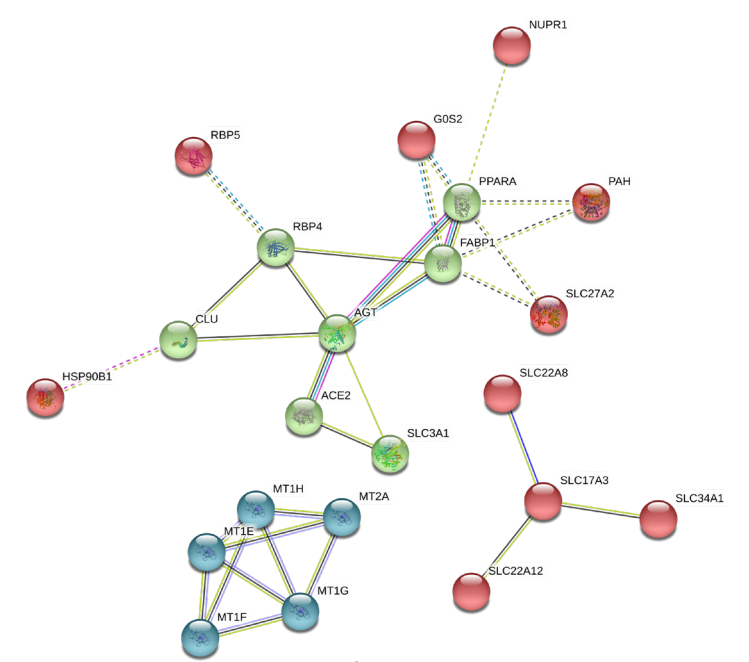 NUPR1
G0S2
RBP5
PPARA
PAH
RBP4
FABP1
SLC27A2
AGT
CLU
HSP90B1
ACE2
SLC22A8
SLC3A1
SLC17A3
MT1H
MT2A
SLC34A1
MT1E
SLC22A12
MT1G
MT1F